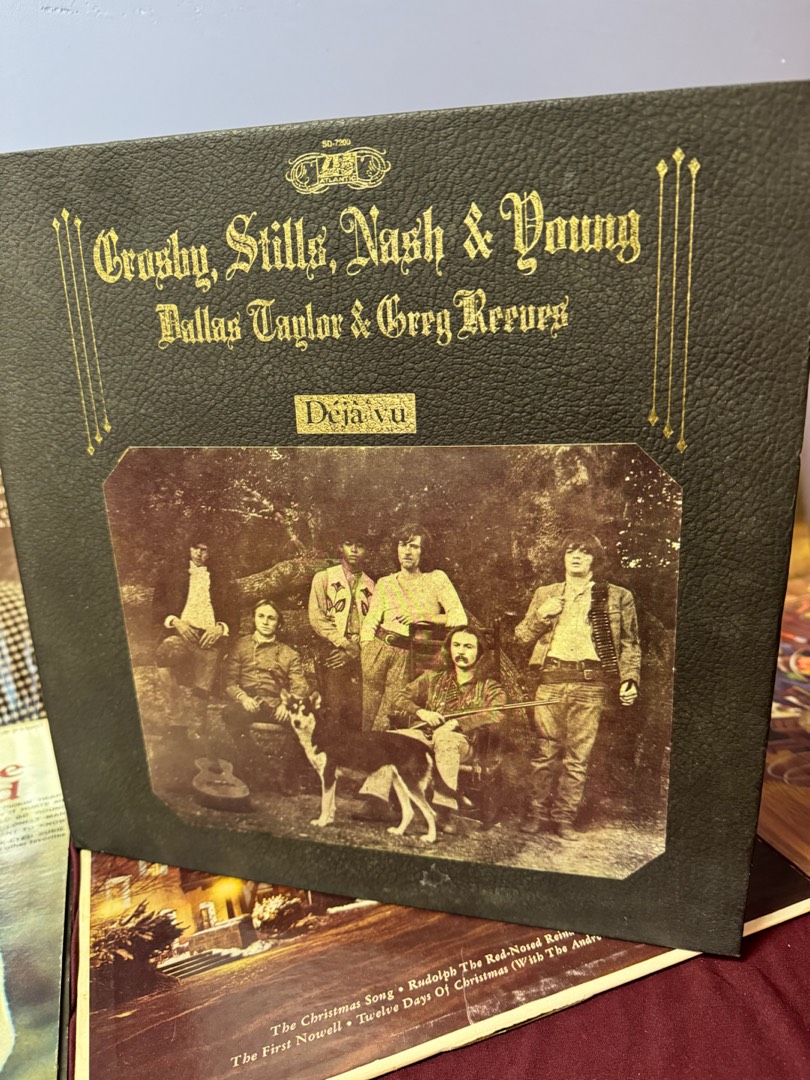 SD-7200
ATLANTIC
Crosby, Stills, Nash & Young
Dallas Taylor & Greg Reeves
Déjà vu
The Christmas Song • Rudolph The Red-Nosed
The First Nowell • Twelve Days Of Christmas (With The